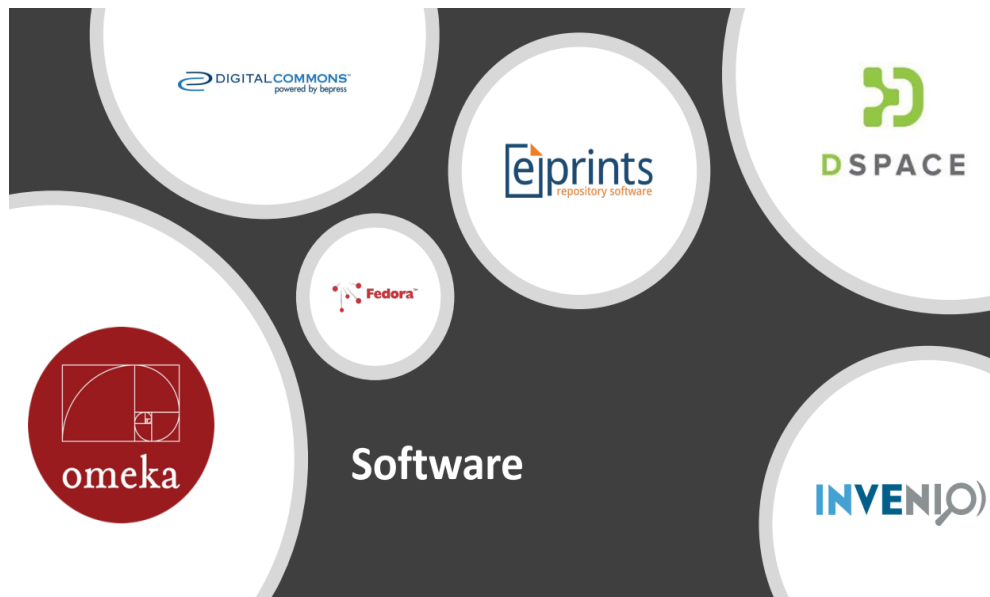 DIGITALCOMMONS™
powered by bepress
eprints
repository software
DSPACE
Fedora™
omeka
Software
INVENIO